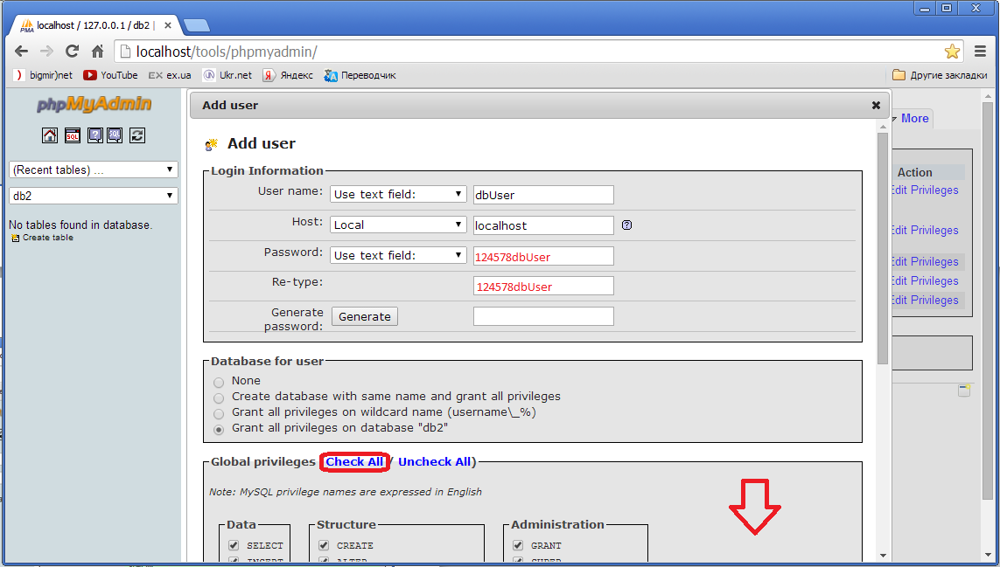 localhost / 127.0.0.1 / db2 |
localhost/tools/phpmyadmin/
bigmir)net YouTube EX ex.ua Ukr.net Яндекс Переводчик Другие закладки
phpMyAdmin
(Recent tables) ...
db2
No tables found in database.
Create table
Add user
Add user
Login Information
User name: Use text field: dbUser
Host: Local localhost
Password: Use text field: 124578dbUser
Re-type: 124578dbUser
Generate password: Generate
Database for user
None
Create database with same name and grant all privileges
Grant all privileges on wildcard name (username\_%)
Grant all privileges on database "db2"
Global privileges Check All / Uncheck All)
Note: MySQL privilege names are expressed in English
Data Structure Administration
SELECT CREATE GRANT
INSERT ALTER SUPER
More
Action
Edit Privileges
Edit Privileges
Edit Privileges
Edit Privileges
Edit Privileges